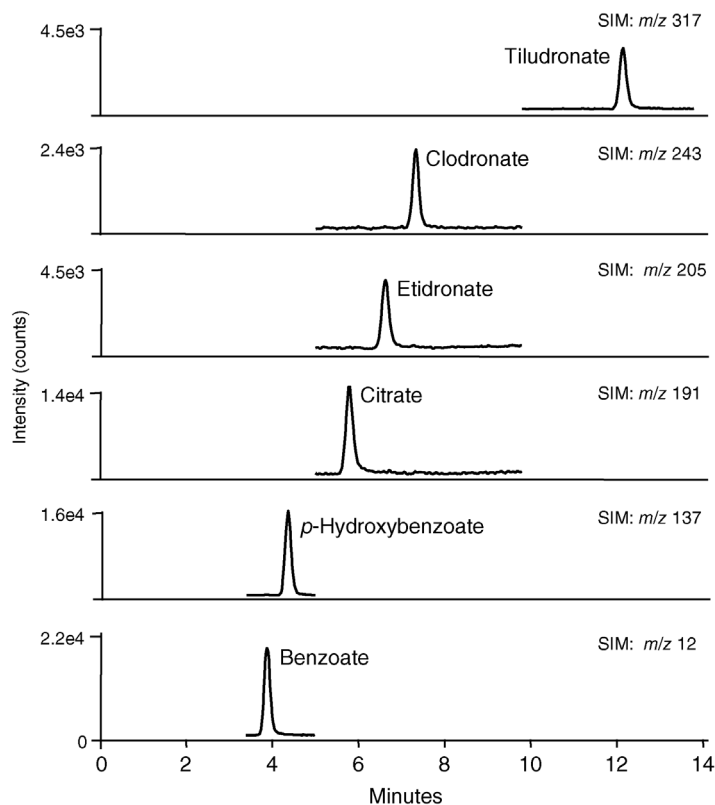 4.5e3
SIM: m/z 317
Tiludronate
2.4e3
SIM: m/z 243
Clodronate
4.5e3
SIM: m/z 205
Etidronate
Intensity (counts)
1.4e4
SIM: m/z 191
Citrate
1.6e4
SIM: m/z 137
p-Hydroxybenzoate
2.2e4
SIM: m/z 12
Benzoate
0
0 2 4 6 8 10 12 14
Minutes